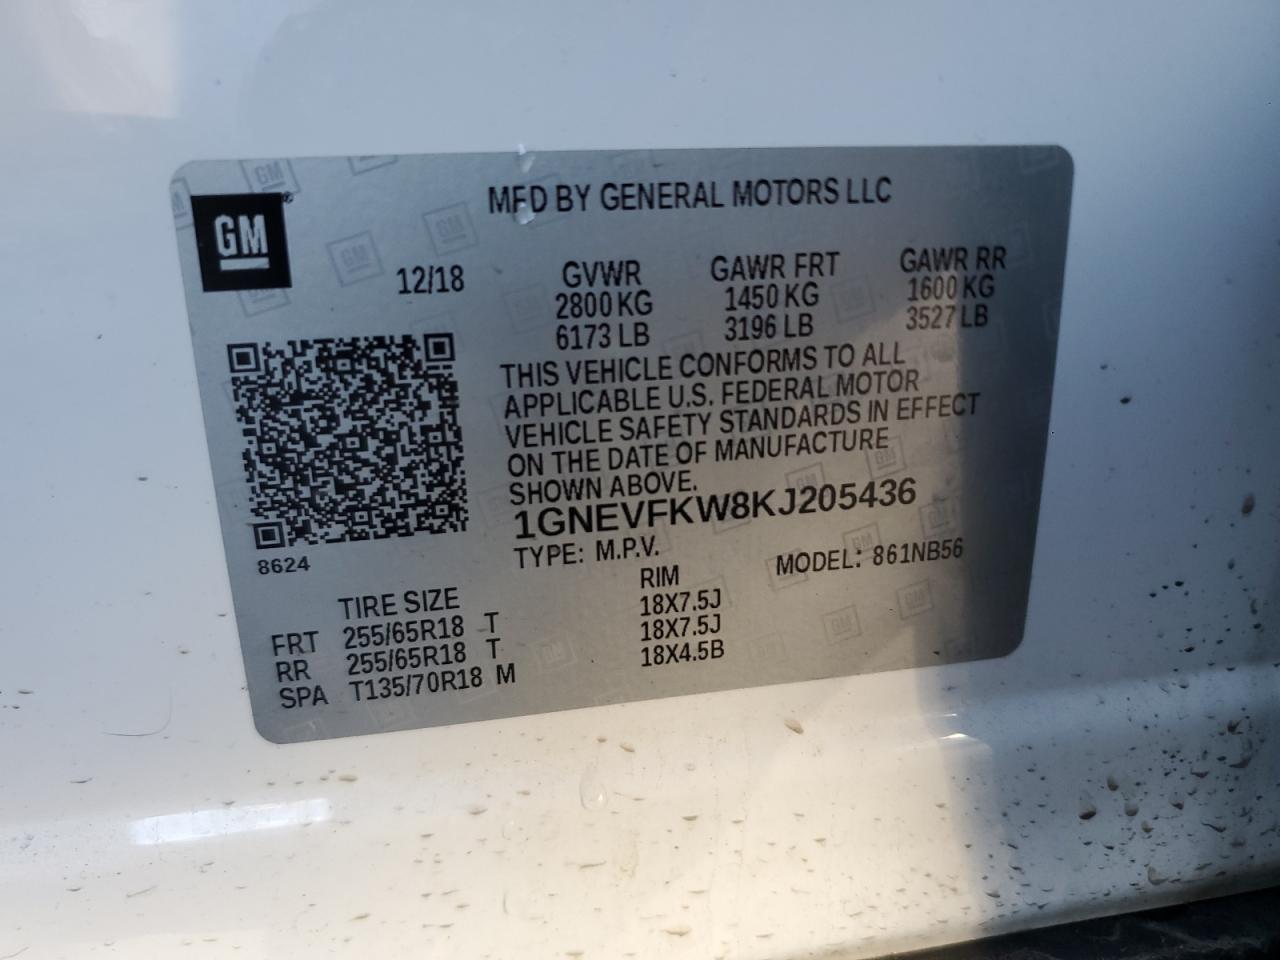 MFD BY GENERAL MOTORS LLC
GM
12/18 GVWR GAWR FRT GAWR RR
2800 KG 1450 KG 1600 KG
6173 LB 3196 LB 3527 LB
THIS VEHICLE CONFORMS TO ALL
APPLICABLE U.S. FEDERAL MOTOR
VEHICLE SAFETY STANDARDS IN EFFECT
ON THE DATE OF MANUFACTURE
SHOWN ABOVE.
1GNEVFKW8KJ205436
8624 TYPE: M.P.V. MODEL: 861NB56
TIRE SIZE RIM
FRT 255/65R18 T 18X7.5J
RR 255/65R18 T 18X7.5J
SPA T135/70R18 M 18X4.5B